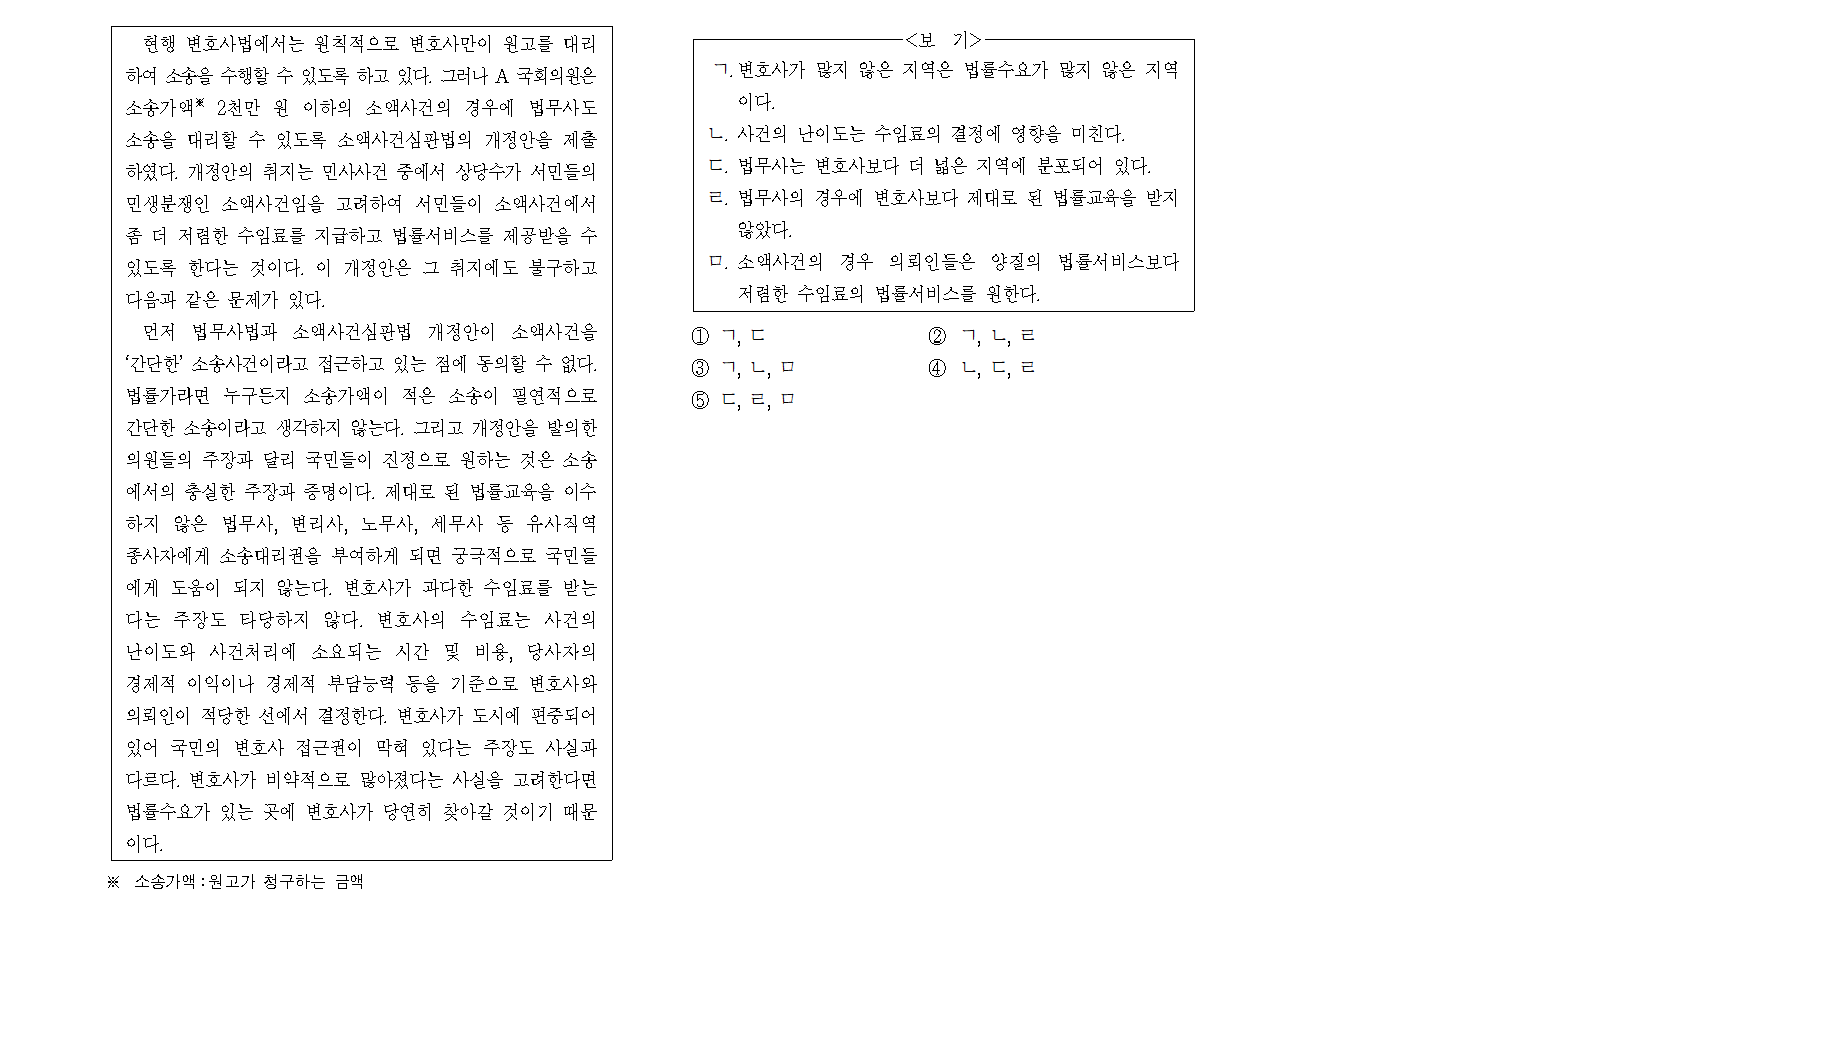 현행 변호사법에서는 원칙적으로 변호사만이 원고를 대리
하여 소송을 수행할 수 있도록 하고 있다. 그러나 A 국회의원은
소송가액※ 2천만 원 이하의 소액사건의 경우에 법무사도
소송을 대리할 수 있도록 소액사건심판법의 개정안을 제출
하였다. 개정안의 취지는 민사사건 중에서 상당수가 서민들의
민생분쟁인 소액사건임을 고려하여 서민들이 소액사건에서
좀 더 저렴한 수임료를 지급하고 법률서비스를 제공받을 수
있도록 한다는 것이다. 이 개정안은 그 취지에도 불구하고
다음과 같은 문제가 있다.
먼저 법무사법과 소액사건심판법 개정안이 소액사건을
‘간단한’ 소송사건이라고 접근하고 있는 점에 동의할 수 없다.
법률가라면 누구든지 소송가액이 적은 소송이 필연적으로
간단한 소송이라고 생각하지 않는다. 그리고 개정안을 발의한
의원들의 주장과 달리 국민들이 진정으로 원하는 것은 소송
에서의 충실한 주장과 증명이다. 제대로 된 법률교육을 이수
하지 않은 법무사, 변리사, 노무사, 세무사 등 유사직역
종사자에게 소송대리권을 부여하게 되면 궁극적으로 국민들
에게 도움이 되지 않는다. 변호사가 과다한 수임료를 받는
다는 주장도 타당하지 않다. 변호사의 수임료는 사건의
난이도와 사건처리에 소요되는 시간 및 비용, 당사자의
경제적 이익이나 경제적 부담능력 등을 기준으로 변호사와
의뢰인이 적당한 선에서 결정한다. 변호사가 도시에 편중되어
있어 국민의 변호사 접근권이 막혀 있다는 주장도 사실과
다르다. 변호사가 비약적으로 많아졌다는 사실을 고려한다면
법률수요가 있는 곳에 변호사가 당연히 찾아갈 것이기 때문
이다.
※ 소송가액:원고가 청구하는 금액
<보 기>
ㄱ. 변호사가 많지 않은 지역은 법률수요가 많지 않은 지역
이다.
ㄴ. 사건의 난이도는 수임료의 결정에 영향을 미친다.
ㄷ. 법무사는 변호사보다 더 넓은 지역에 분포되어 있다.
ㄹ. 법무사의 경우에 변호사보다 제대로 된 법률교육을 받지
않았다.
ㅁ. 소액사건의 경우 의뢰인들은 양질의 법률서비스보다
저렴한 수임료의 법률서비스를 원한다.
① ㄱ, ㄷ ② ㄱ, ㄴ, ㄹ
③ ㄱ, ㄴ, ㅁ ④ ㄴ, ㄷ, ㄹ
⑤ ㄷ, ㄹ, ㅁ